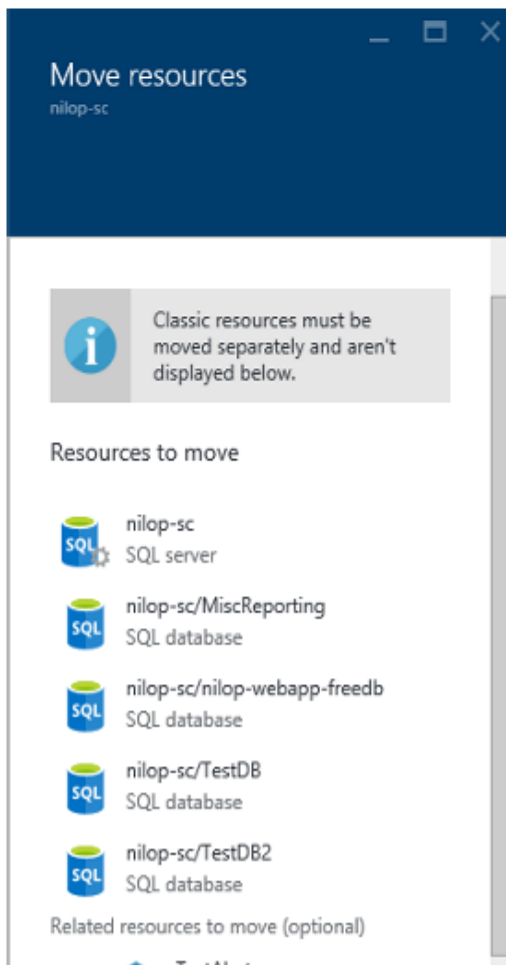 Move resources
nilop-sc
Classic resources must be
moved separately and aren't
displayed below.
Resources to move
SQL
nilop-sc
SQL server
SQL
nilop-sc/MiscReporting
SQL database
SQL
nilop-sc/nilop-webapp-freedb
SQL database
SQL
nilop-sc/TestDB
SQL database
SQL
nilop-sc/TestDB2
SQL database
Related resources to move (optional)